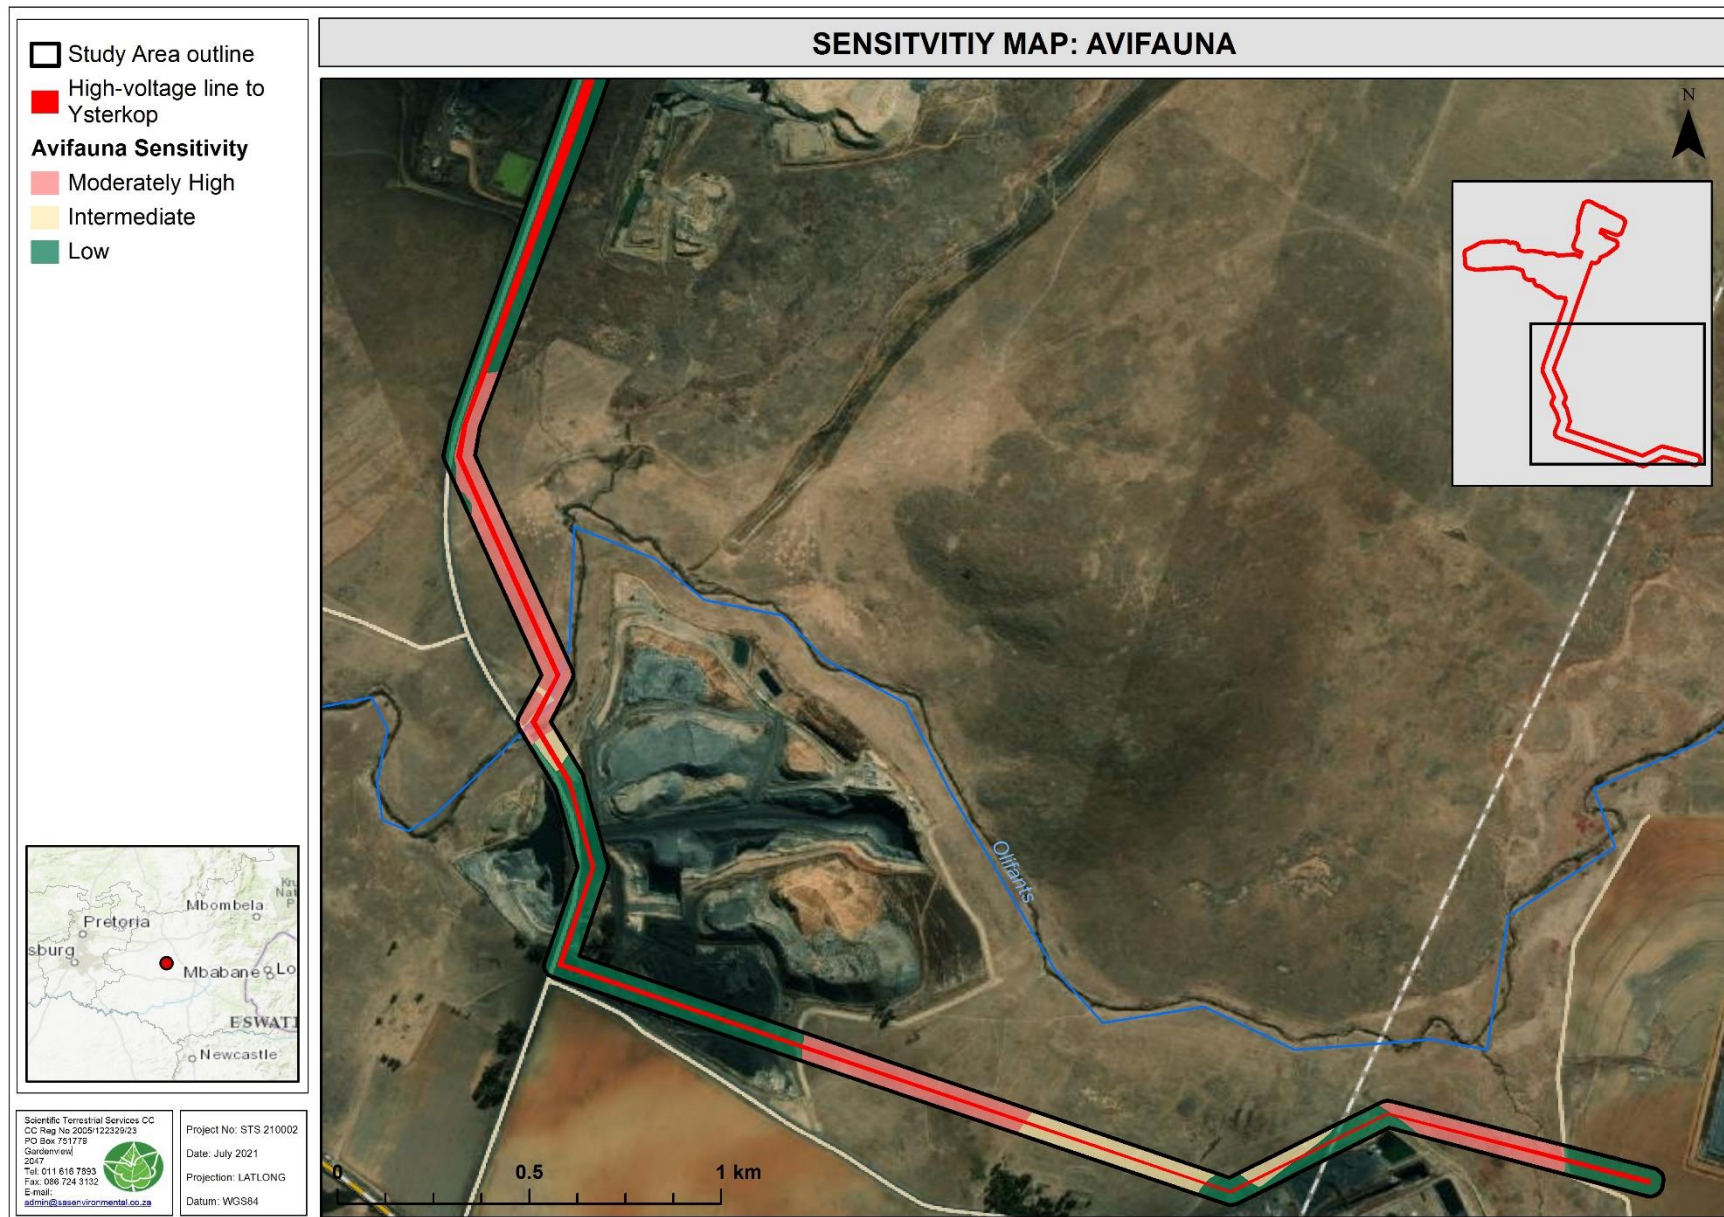 SENSITVITIY MAP: AVIFAUNA
Study Area outline
High-voltage line to
Ysterkop
Avifauna Sensitivity
Moderately High
Intermediate
Low
N
Olifants
0
0.5
1 km
Pretoria
Mbombela
sburg
Mbabane
Lo
ESWATI
Newcastle
Scientific Terrestrial Services CC
CC Reg No 2005/122329/23
PO Box 751779
Gardenview
2047
Tel: 011 616 7893
Fax: 086 724 3132
E-mail:
admin@sasenvironmental.co.za
Project No: STS 210002
Date: July 2021
Projection: LATLONG
Datum: WGS84